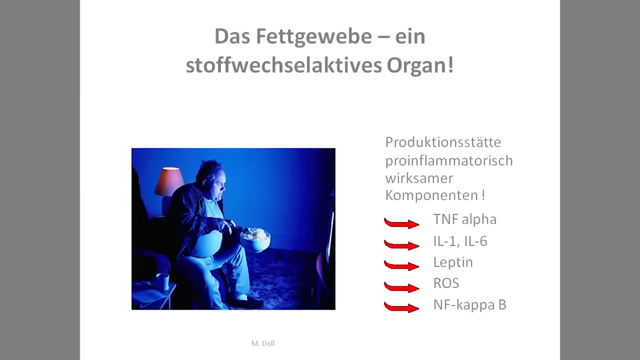 Das Fettgewebe – ein
stoffwechselaktives Organ!
Produktionsstätte
proinflammatorisch
wirksamer
Komponenten !
TNF alpha
IL-1, IL-6
Leptin
ROS
NF-kappa B
M. Döll